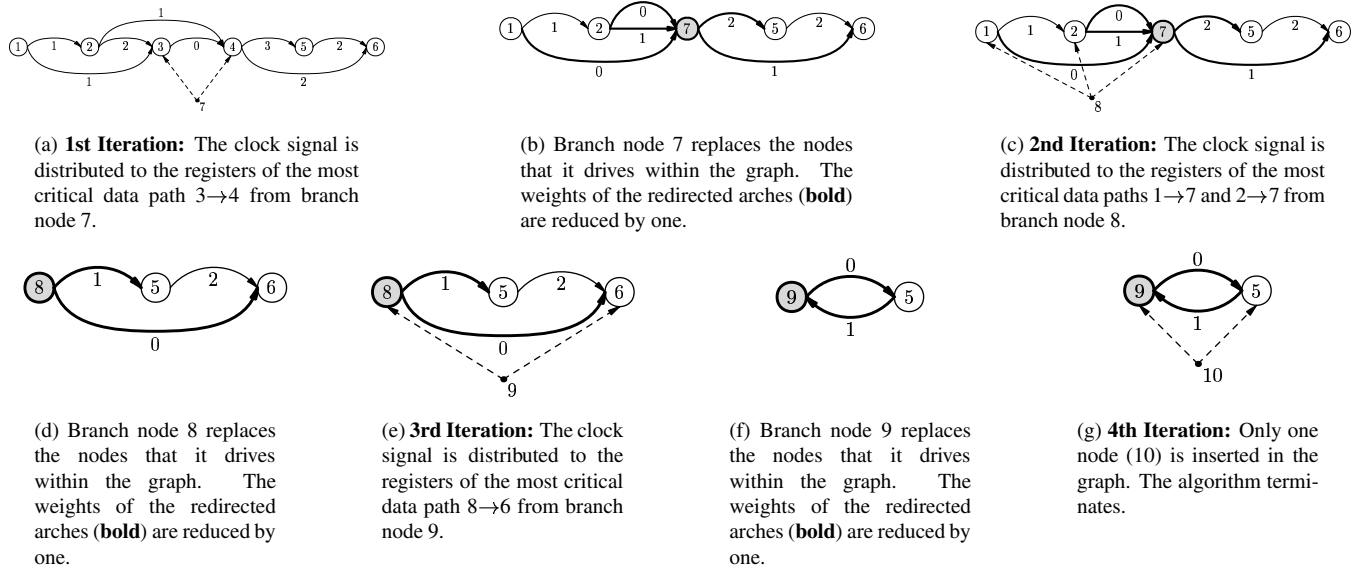 1
1 1 2 2 3 0 4 3 5 2 6
1 2
7
(a) 1st Iteration: The clock signal is
distributed to the registers of the most
critical data path 3→4 from branch
node 7.
0
1 1 2 1 7 2 5 2 6
0 1
(b) Branch node 7 replaces the nodes
that it drives within the graph. The
weights of the redirected arches (bold)
are reduced by one.
0
1 1 2 1 7 2 5 2 6
0 1
8
(c) 2nd Iteration: The clock signal is
distributed to the registers of the most
critical data paths 1→7 and 2→7 from
branch node 8.
8 1 5 2 6
0
(d) Branch node 8 replaces
the nodes that it drives
within the graph. The
weights of the redirected
arches (bold) are reduced by
one.
8 1 5 2 6
0
9
(e) 3rd Iteration: The clock
signal is distributed to the
registers of the most critical
data path 8→6 from branch
node 9.
0
9 5
1
(f) Branch node 9 replaces
the nodes that it drives
within the graph. The
weights of the redirected
arches (bold) are reduced by
one.
0
9 5
1
10
(g) 4th Iteration: Only one
node (10) is inserted in the
graph. The algorithm termi-
nates.